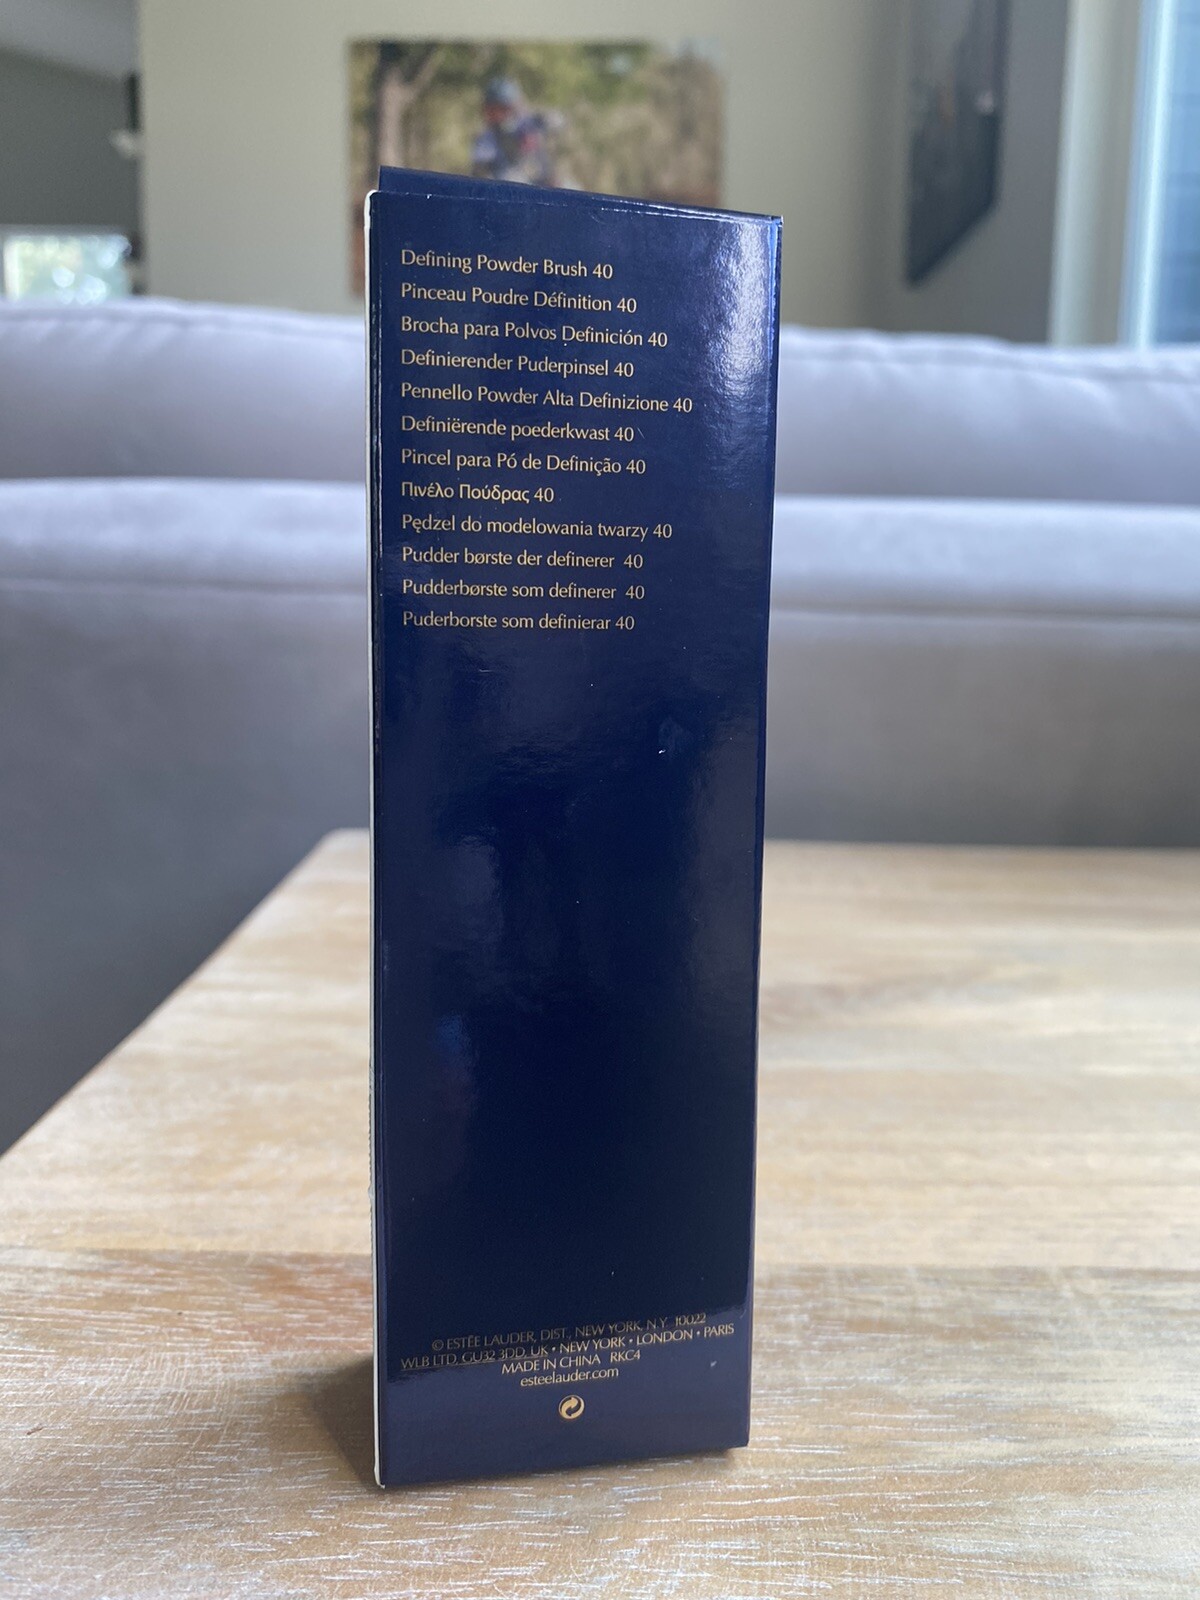 Defining Powder Brush 40
Pinceau Poudre Définition 40
Brocha para Polvos Definición 40
Definierender Puderpinsel 40
Pennello Powder Alta Definizione 40
Definiërende poederkwast 40
Pincel para Pó de Definição 40
Πινέλο Πούδρας 40
Pędzel do modelowania twarzy 40
Pudder børste der definerer 40
Pudderbørste som definerer 40
Puderborste som definierar 40
© ESTÉE LAUDER, DIST., NEW YORK, N.Y. 10022
WLB LTD, GU32 3DD, UK • NEW YORK • LONDON • PARIS
MADE IN CHINA RKC4
esteelauder.com